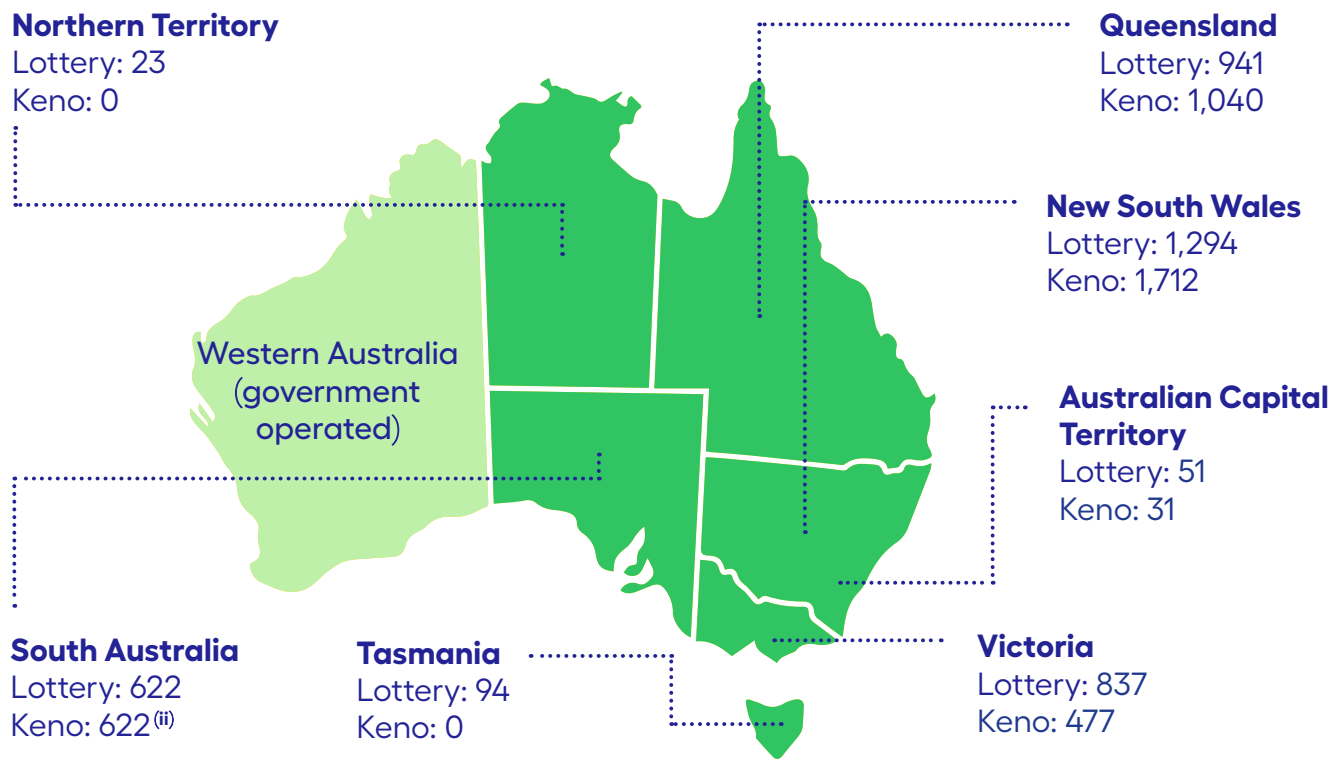 Northern Territory
Lottery: 23
Keno: 0
Queensland
Lottery: 941
Keno: 1,040
New South Wales
Lottery: 1,294
Keno: 1,712
Western Australia
(government
operated)
Australian Capital
Territory
Lottery: 51
Keno: 31
South Australia
Lottery: 622
Keno: 622(ii)
Tasmania
Lottery: 94
Keno: 0
Victoria
Lottery: 837
Keno: 477